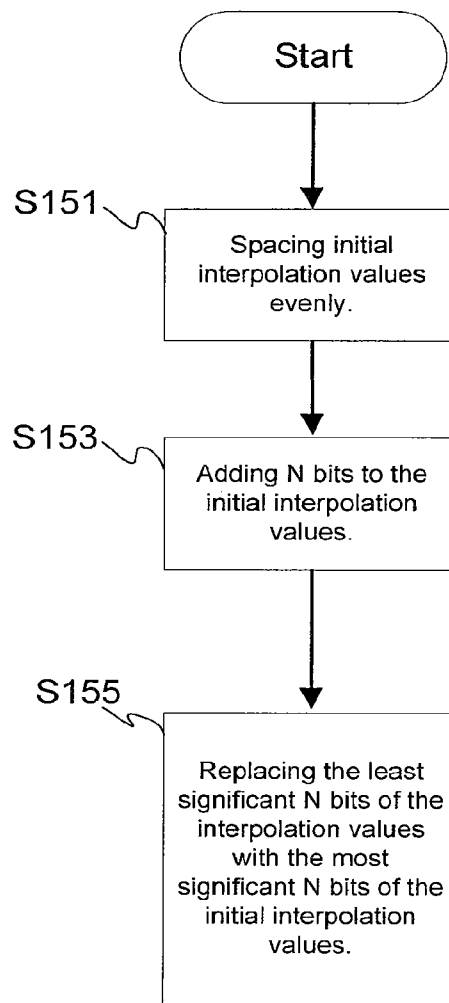 Start
S151
Spacing initial
interpolation values
evenly.
S153
Adding N bits to the
initial interpolation
values.
S155
Replacing the least
significant N bits of the
interpolation values
with the most
significant N bits of the
initial interpolation
values.